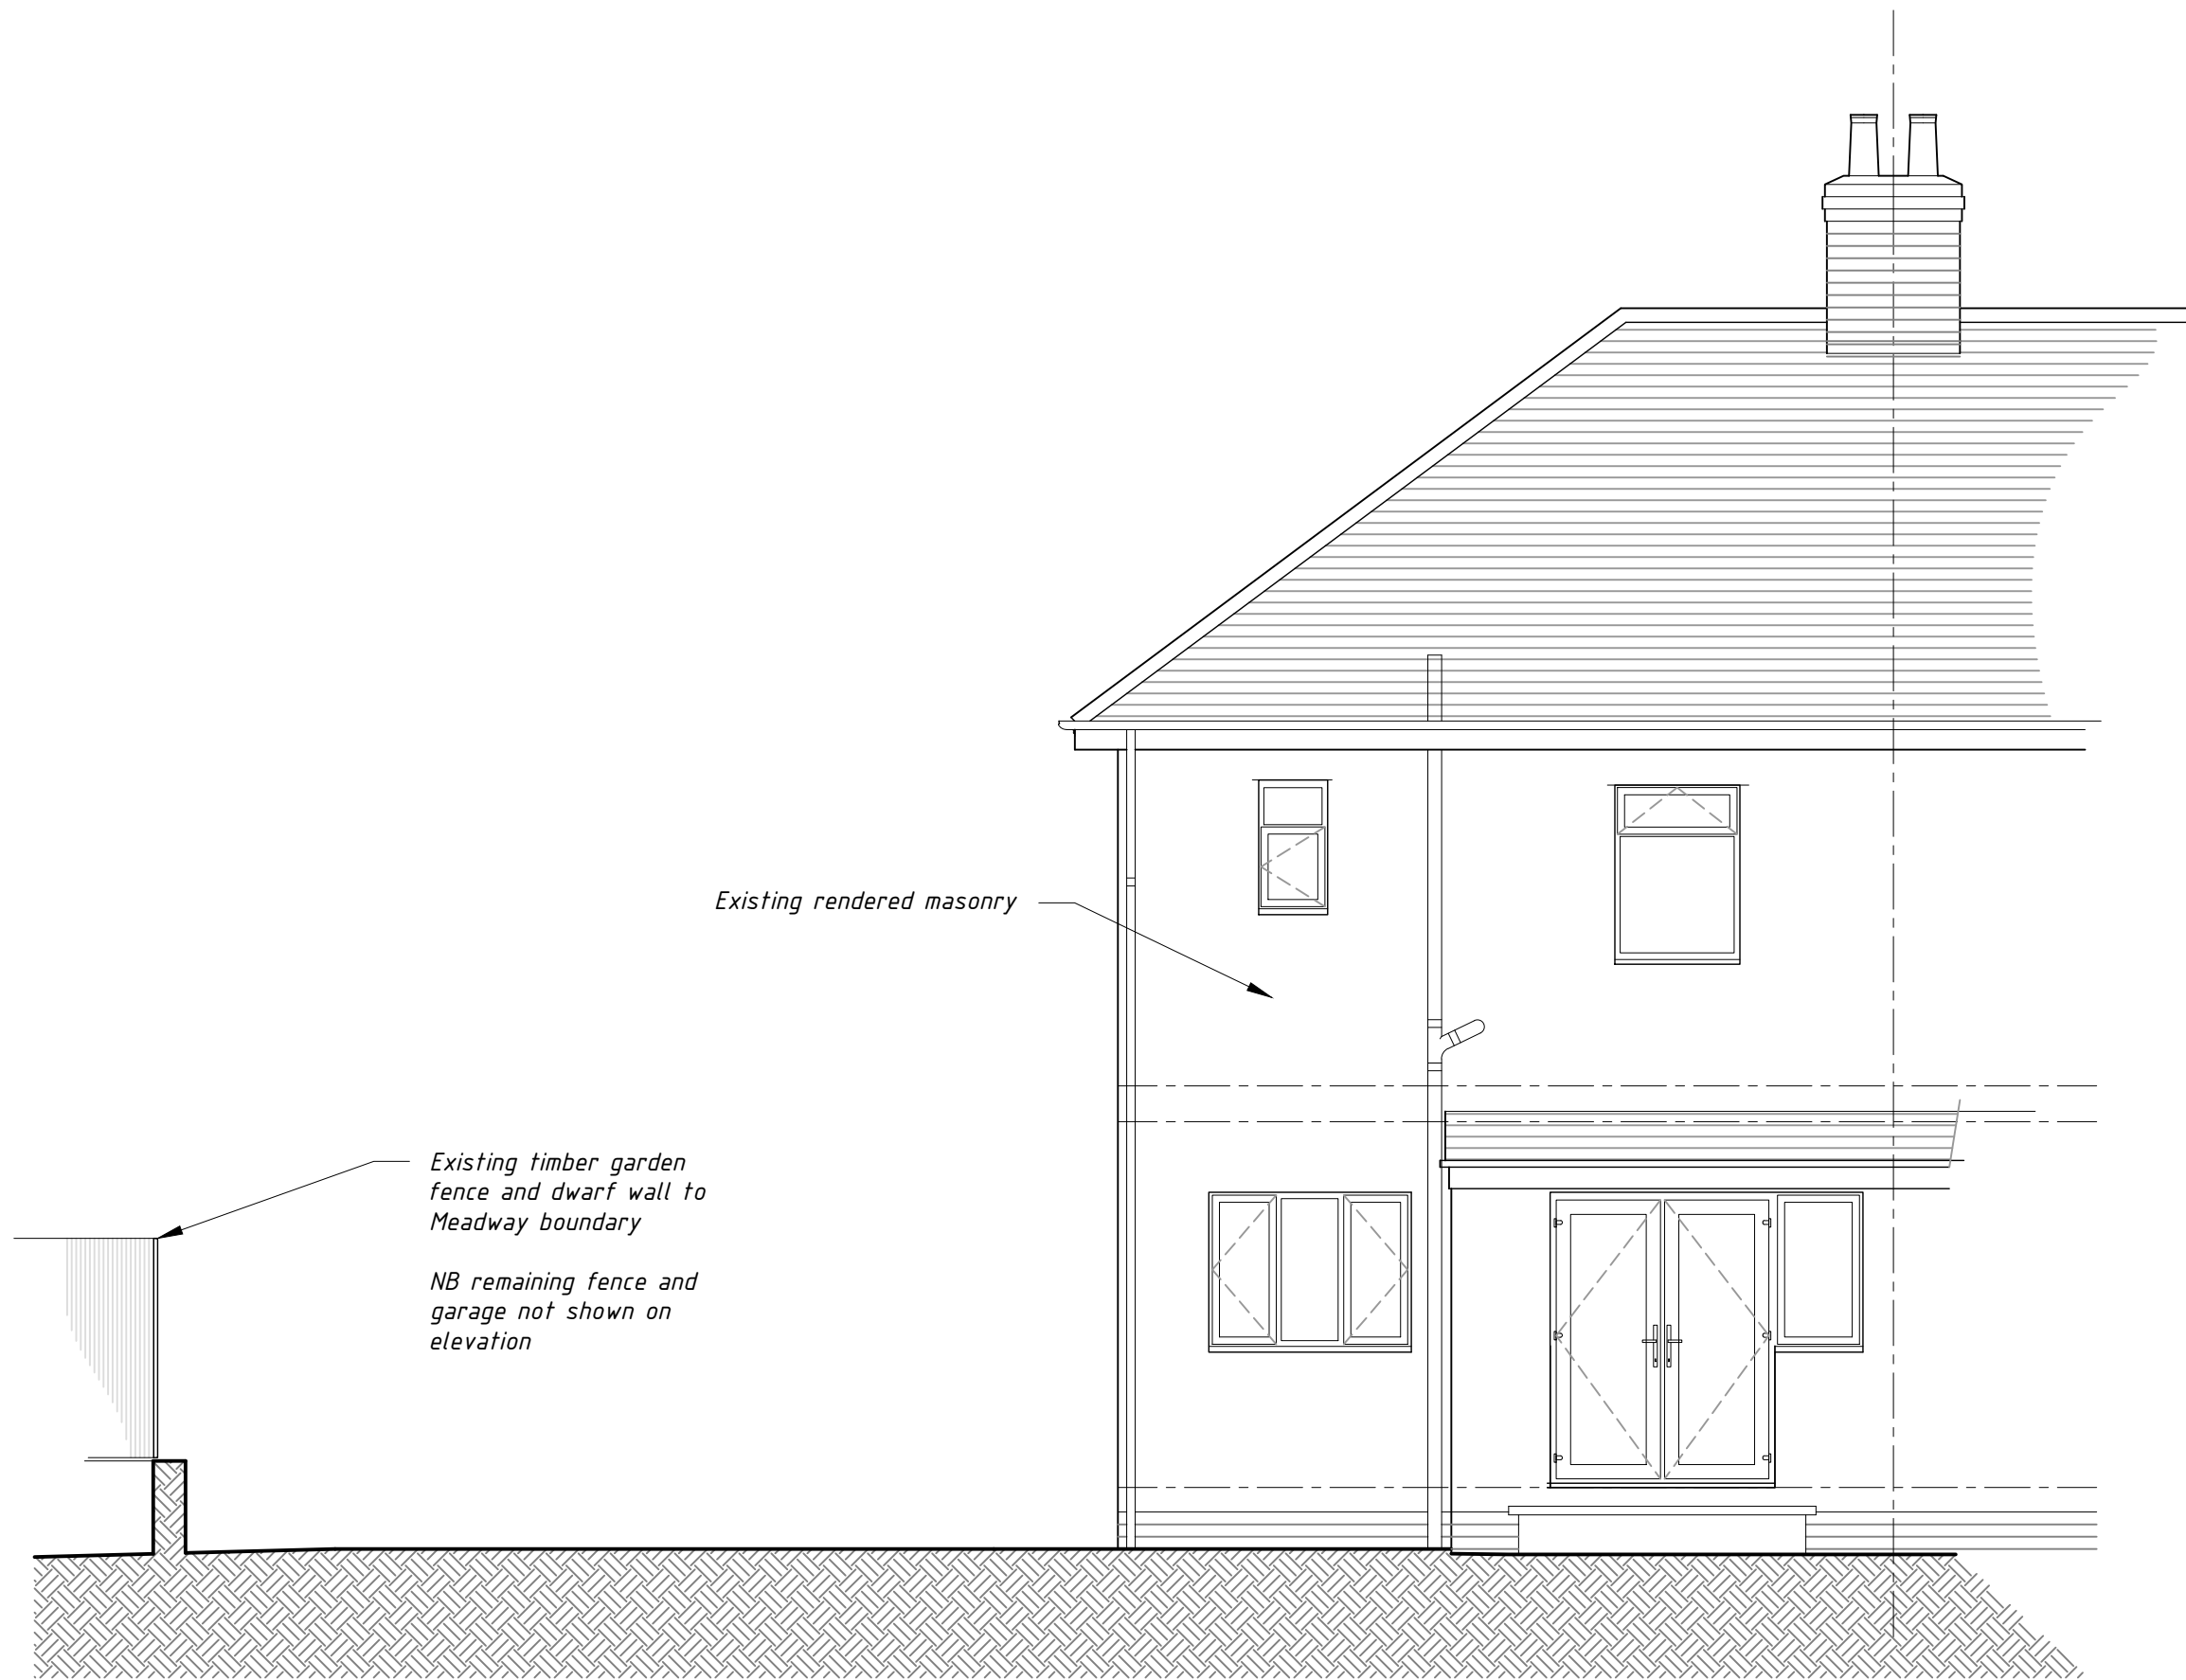 Existing rendered masonry
Existing timber garden
fence and dwarf wall to
Meadway boundary
NB remaining fence and
garage not shown on
elevation